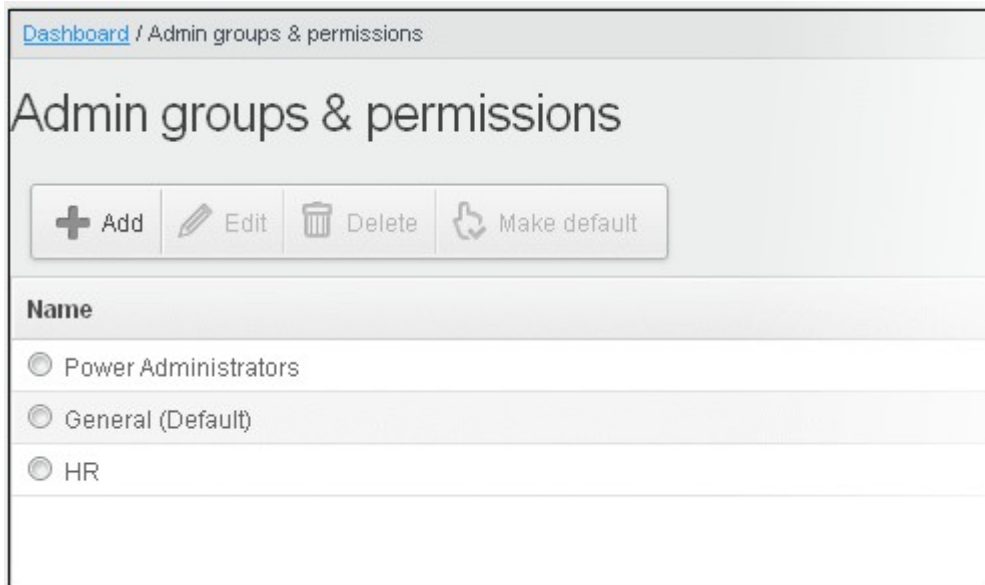 Dashboard / Admin groups & permissions
Admin groups & permissions
Add Edit Delete Make default
Name
Power Administrators
General (Default)
HR